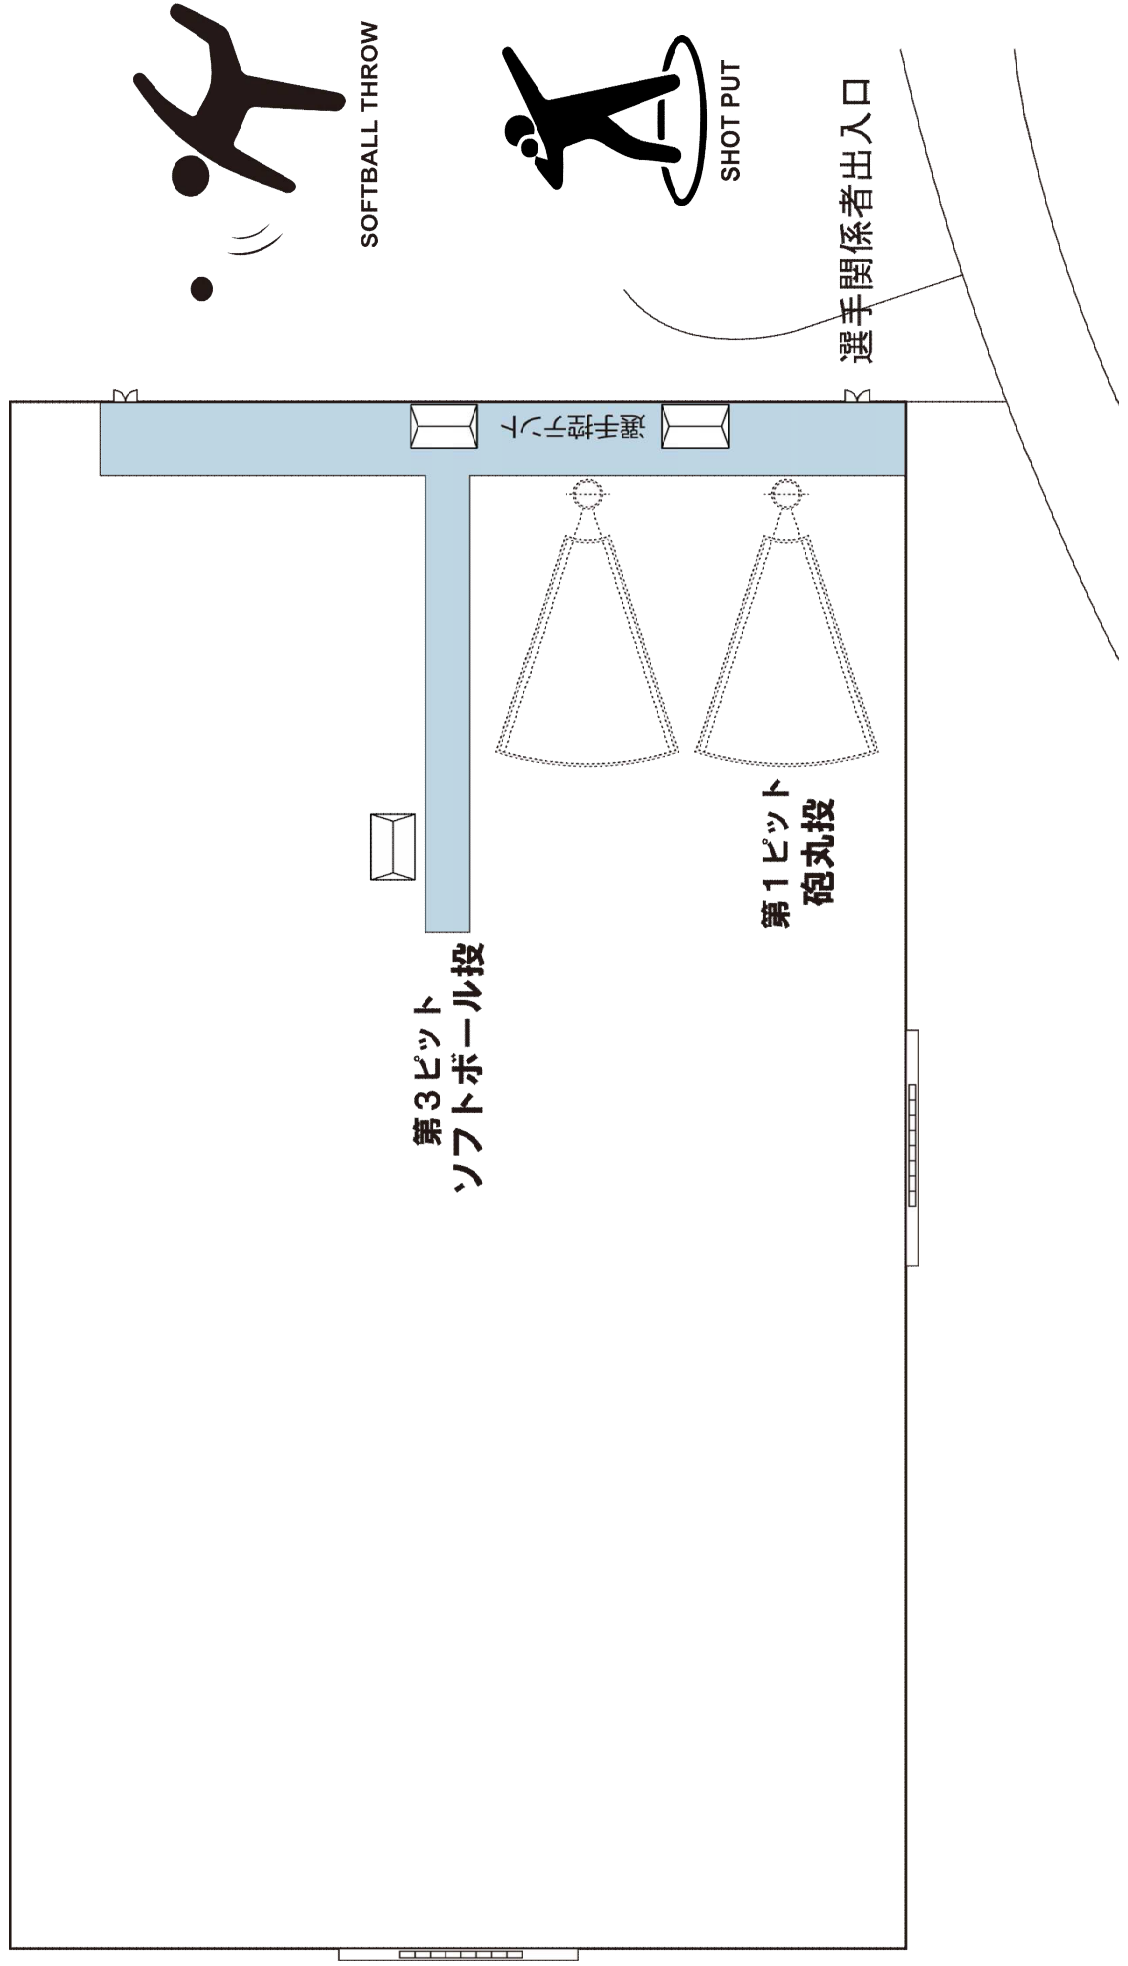 SOFTBALL THROW
SHOT PUT
選手関係者出入口
選手控テント
第1ピット
砲丸投
第3ピット
ソフトボール投